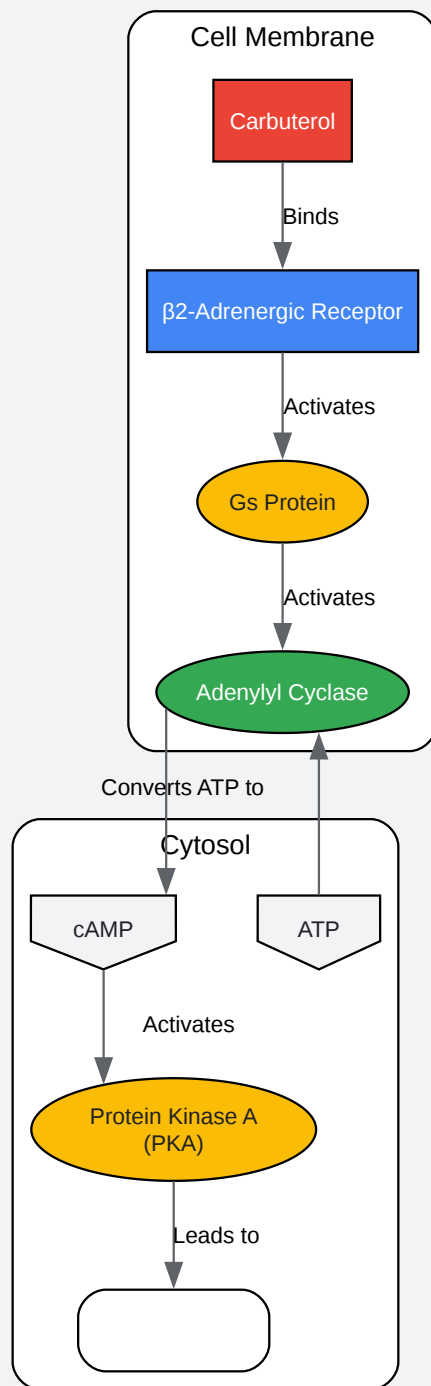 Cell Membrane
Carbuterol
Binds
β2-Adrenergic Receptor
Activates
Gs Protein
Activates
Adenylyl Cyclase
Converts ATP to
Cytosol
cAMP
ATP
Activates
Protein Kinase A
(PKA)
Leads to